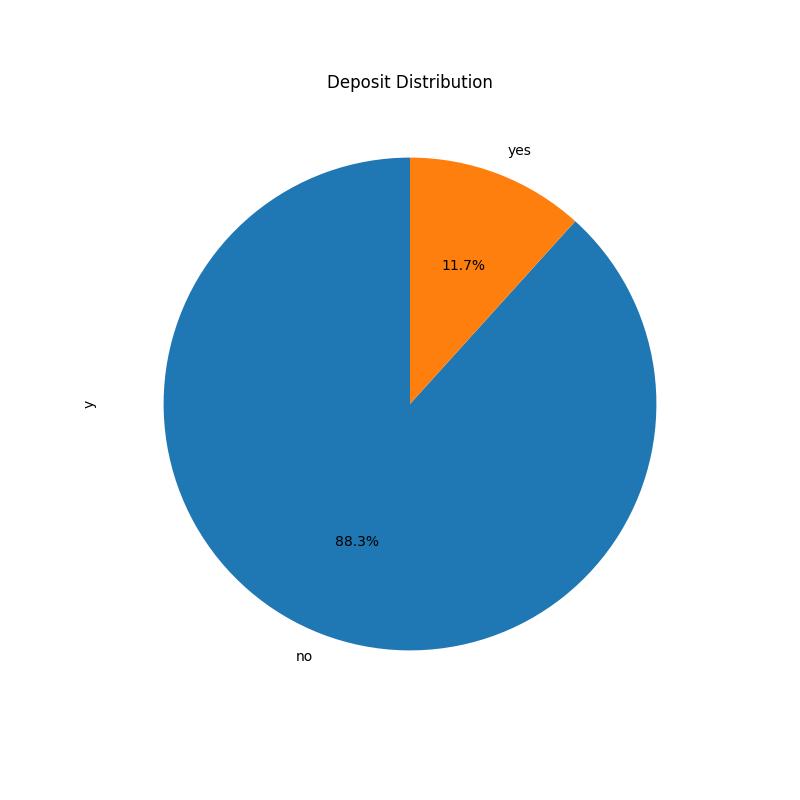 Deposit Distribution
yes
11.7%
y
88.3%
no